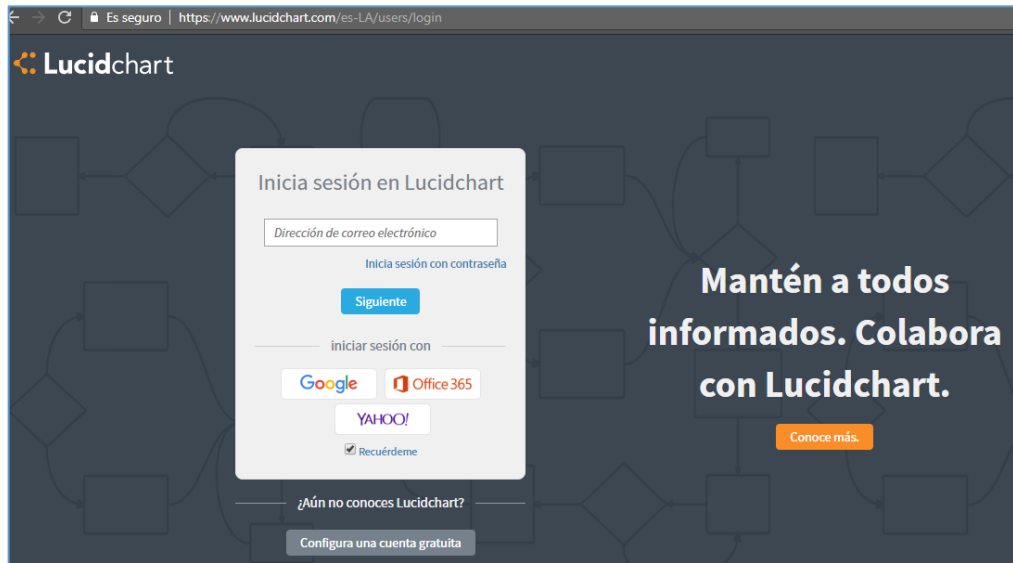 Es seguro | https://www.lucidchart.com/es-LA/users/login
Lucidchart
Inicia sesión en Lucidchart
Dirección de correo electrónico
Inicia sesión con contraseña
Siguiente
iniciar sesión con
Google
Office 365
YAHOO!
Recuérdeme
¿Aún no conoces Lucidchart?
Configura una cuenta gratuita
Mantén a todos
informados. Colabora
con Lucidchart.
Conoce más.